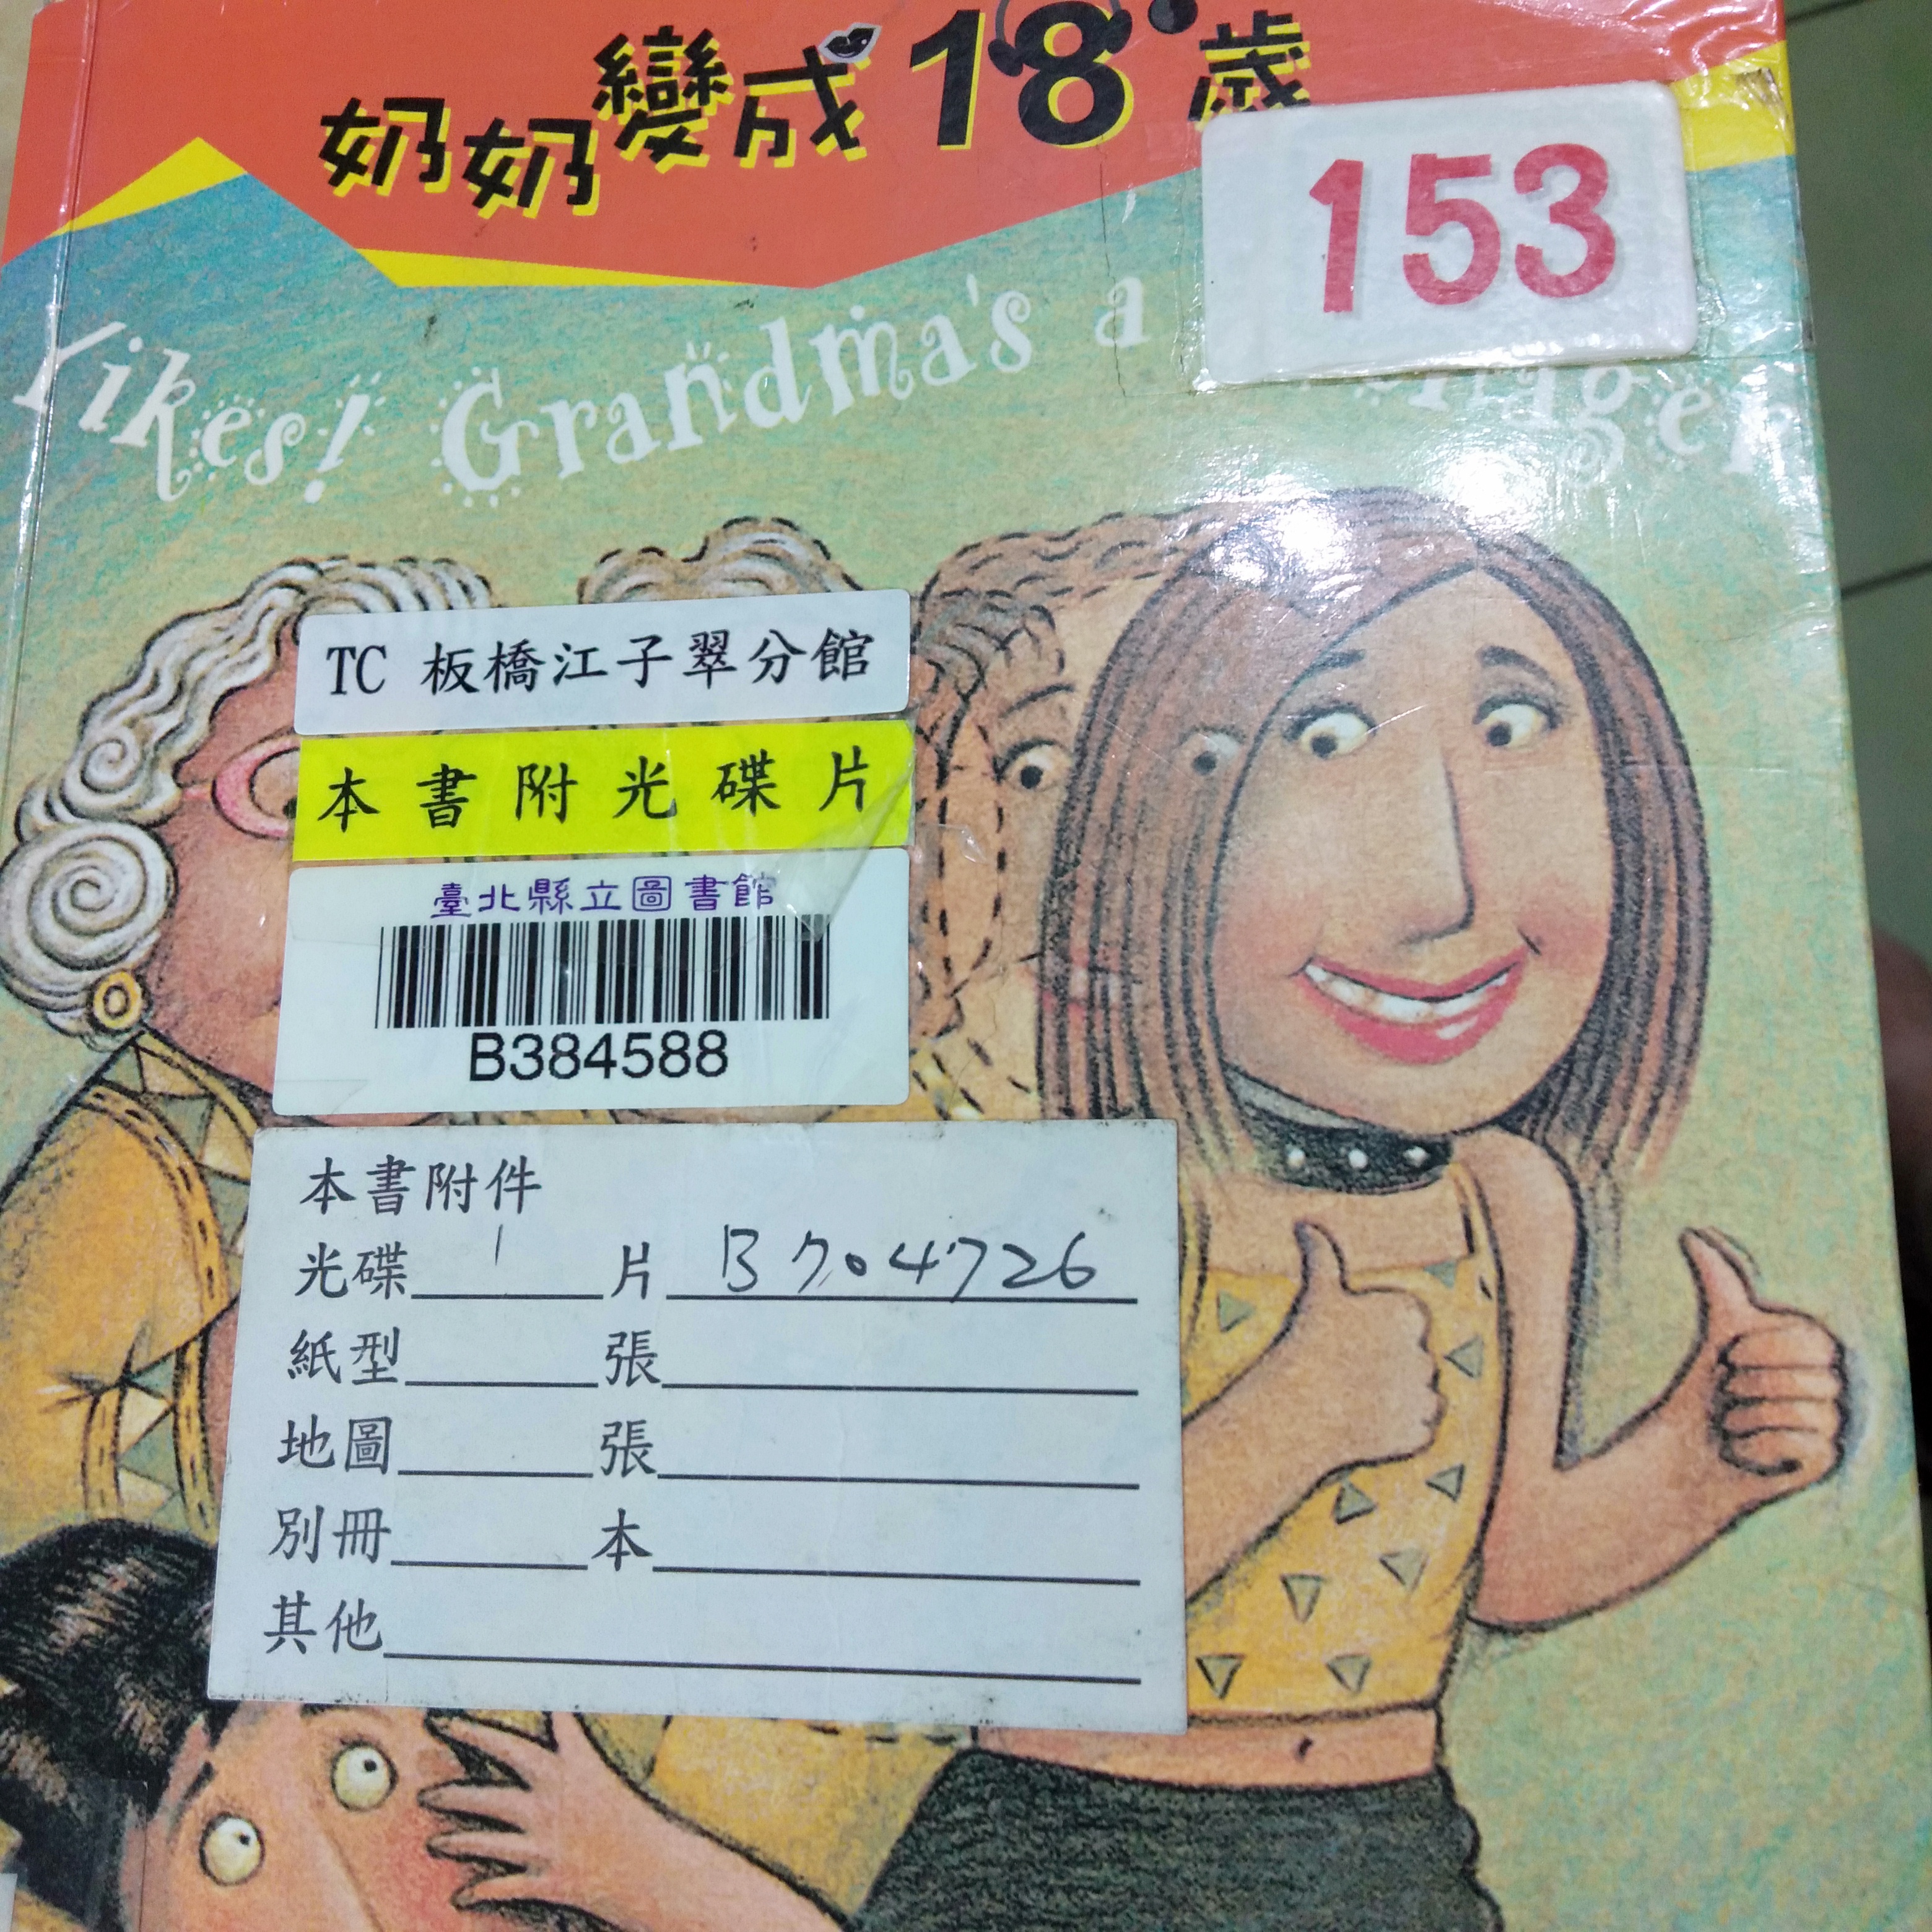 奶奶變成18歲
153
Yikes! Grandma's a
TC 板橋江子翠分館
本書附光碟片
臺北縣立圖書館
B384588
本書附件
光碟 1 片 B704726
紙型 張
地圖 張
別冊 本
其他